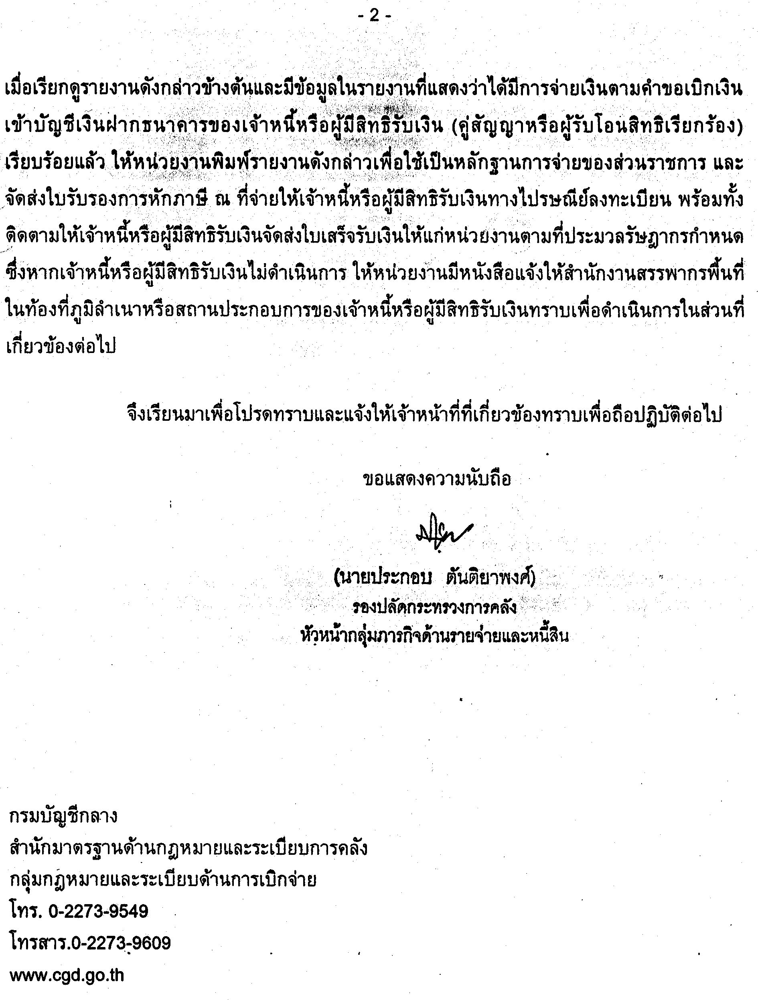 - 2 -
เมื่อเรียกดูรายงานดังกล่าวข้างต้นและมีข้อมูลในรายงานที่แสดงว่าได้มีการจ่ายเงินตามคำขอเบิกเงิน
เข้าบัญชีเงินฝากธนาคารของเจ้าหนี้หรือผู้มีสิทธิรับเงิน (คู่สัญญาหรือผู้รับโอนสิทธิเรียกร้อง)
เรียบร้อยแล้ว ให้หน่วยงานพิมพ์รายงานดังกล่าวเพื่อใช้เป็นหลักฐานการจ่ายของส่วนราชการ และ
จัดส่งใบรับรองการหักภาษี ณ ที่จ่ายให้เจ้าหนี้หรือผู้มีสิทธิรับเงินทางไปรษณีย์ลงทะเบียน พร้อมทั้ง
ติดตามให้เจ้าหนี้หรือผู้มีสิทธิรับเงินจัดส่งใบเสร็จรับเงินให้แก่หน่วยงานตามที่ประมวลรัษฎากรกำหนด
ซึ่งหากเจ้าหนี้หรือผู้มีสิทธิรับเงินไม่ดำเนินการ ให้หน่วยงานมีหนังสือแจ้งให้สำนักงานสรรพากรพื้นที่
ในท้องที่ภูมิลำเนาหรือสถานประกอบการของเจ้าหนี้หรือผู้มีสิทธิรับเงินทราบเพื่อดำเนินการในส่วนที่
เกี่ยวข้องต่อไป
จึงเรียนมาเพื่อโปรดทราบและแจ้งให้เจ้าหน้าที่ที่เกี่ยวข้องทราบเพื่อถือปฏิบัติต่อไป
ขอแสดงความนับถือ
(นายประกอบ ตันติยาพงศ์)
รองปลัดกระทรวงการคลัง
หัวหน้ากลุ่มภารกิจด้านรายจ่ายและหนี้สิน
กรมบัญชีกลาง
สำนักมาตรฐานด้านกฎหมายและระเบียบการคลัง
กลุ่มกฎหมายและระเบียบด้านการเบิกจ่าย
โทร. 0-2273-9549
โทรสาร.0-2273-9609
www.cgd.go.th